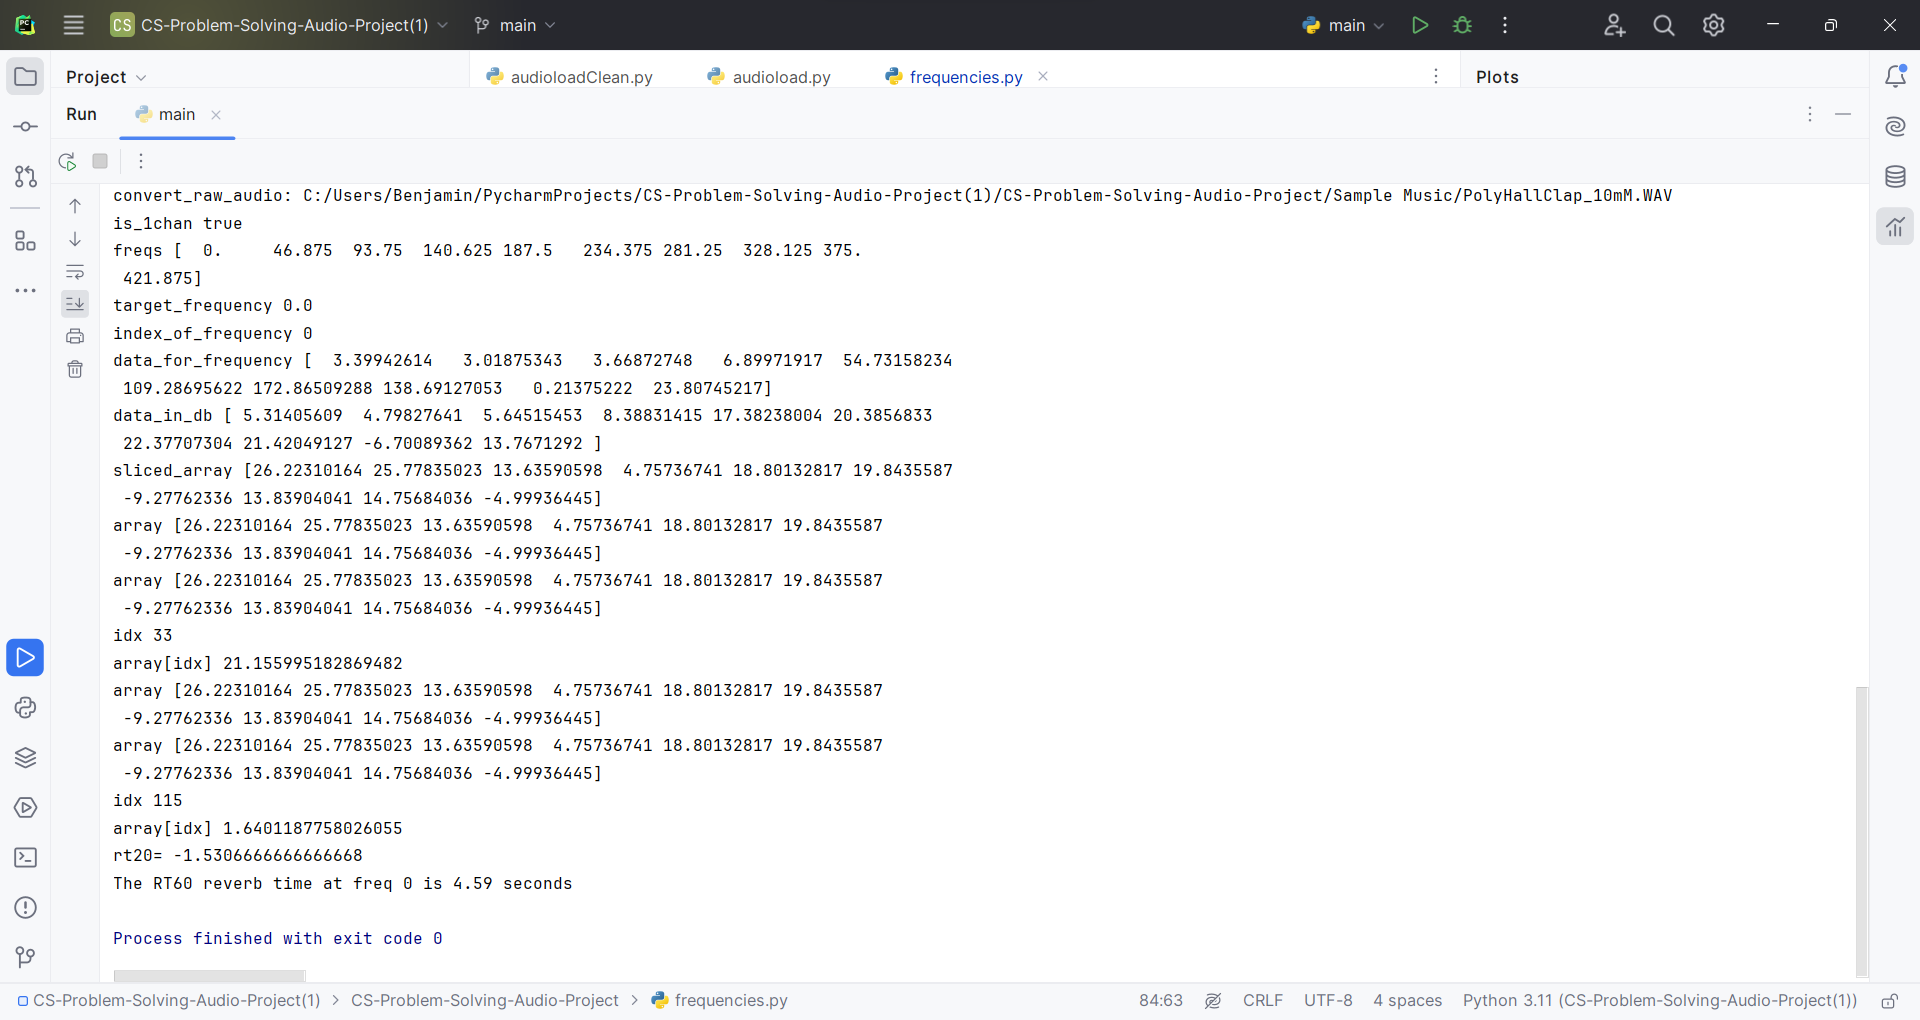 CS CS-Problem-Solving-Audio-Project(1) main main
Project audioloadClean.py audioload.py frequencies.py Plots
Run main
convert_raw_audio: C:/Users/Benjamin/PycharmProjects/CS-Problem-Solving-Audio-Project(1)/CS-Problem-Solving-Audio-Project/Sample Music/PolyHallClap_10mM.WAV
is_1chan true
freqs [  0.     46.875  93.75  140.625 187.5   234.375 281.25  328.125 375.
 421.875]
target_frequency 0.0
index_of_frequency 0
data_for_frequency [  3.39942614   3.01875343   3.66872748   6.89971917  54.73158234
 109.28695622 172.86509288 138.69127053   0.21375222  23.80745217]
data_in_db [ 5.31405609  4.79827641  5.64515453  8.38831415 17.38238004 20.3856833
 22.37707304 21.42049127 -6.70089362 13.7671292 ]
sliced_array [26.22310164 25.77835023 13.63590598  4.75736741 18.80132817 19.8435587
 -9.27762336 13.83904041 14.75684036 -4.99936445]
array [26.22310164 25.77835023 13.63590598  4.75736741 18.80132817 19.8435587
 -9.27762336 13.83904041 14.75684036 -4.99936445]
array [26.22310164 25.77835023 13.63590598  4.75736741 18.80132817 19.8435587
 -9.27762336 13.83904041 14.75684036 -4.99936445]
idx 33
array[idx] 21.155995182869482
array [26.22310164 25.77835023 13.63590598  4.75736741 18.80132817 19.8435587
 -9.27762336 13.83904041 14.75684036 -4.99936445]
array [26.22310164 25.77835023 13.63590598  4.75736741 18.80132817 19.8435587
 -9.27762336 13.83904041 14.75684036 -4.99936445]
idx 115
array[idx] 1.6401187758026055
rt20= -1.5306666666666668
The RT60 reverb time at freq 0 is 4.59 seconds
Process finished with exit code 0
CS-Problem-Solving-Audio-Project(1) > CS-Problem-Solving-Audio-Project > frequencies.py 84:63 CRLF UTF-8 4 spaces Python 3.11 (CS-Problem-Solving-Audio-Project(1))